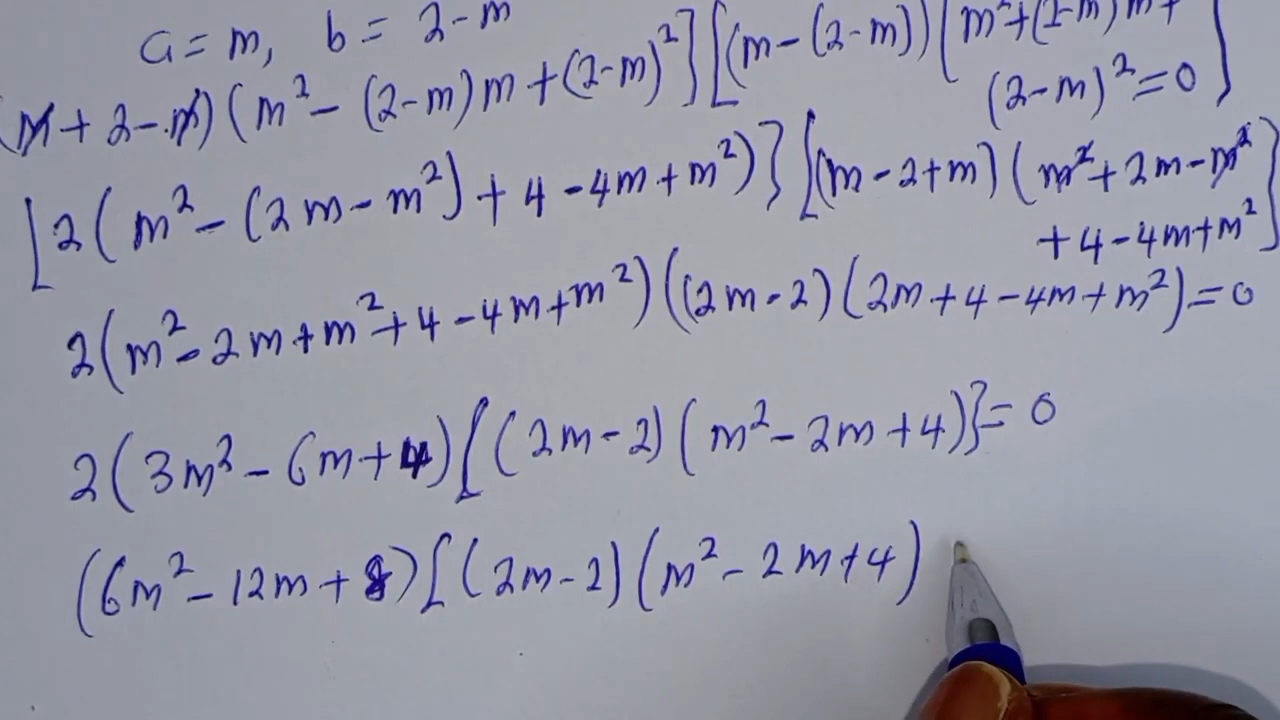 a = m, b = 2 - m
(m + 2 - m) (m² - (2 - m) m + (2 - m)²] [(m - (2 - m)) (m² + (2 - m) m +
(2 - m)² = 0]
[2 (m² - (2m - m²) + 4 - 4m + m²)} [(m - 2 + m) (m² + 2m - m²
+ 4 - 4m + m²]
2 (m² - 2m + m² + 4 - 4m + m²) ((2m - 2) (2m + 4 - 4m + m²) = 0
2 (3m² - 6m + 4) [(2m - 2) (m² - 2m + 4)} = 0
(6m² - 12m + 8) [(2m - 2) (m² - 2m + 4)